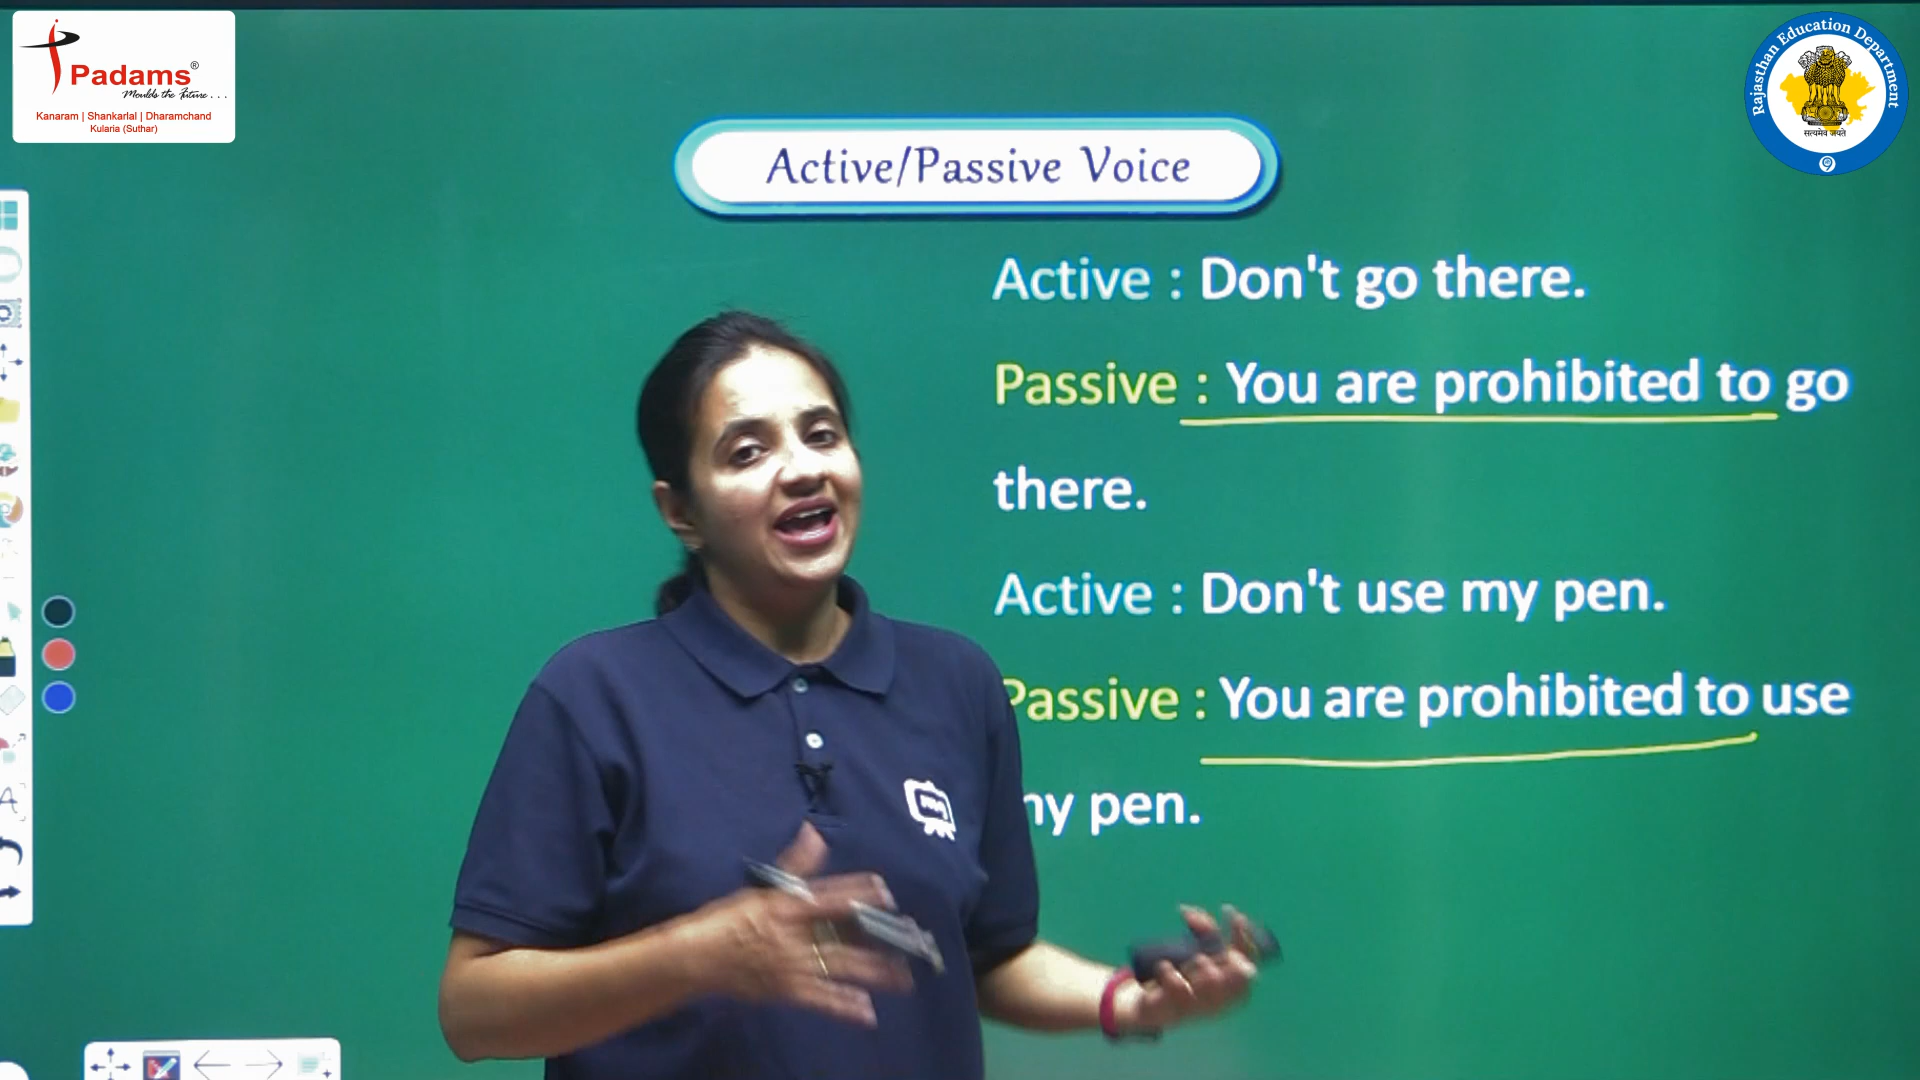 Padams®
Moulds the Future...
Kanaram | Shankarlal | Dharamchand
Kularia (Suthar)
Rajasthan Education Department
सत्यमेव जयते
Active/Passive Voice
Active : Don't go there.
Passive : You are prohibited to go
there.
Active : Don't use my pen.
Passive : You are prohibited to use
my pen.
A